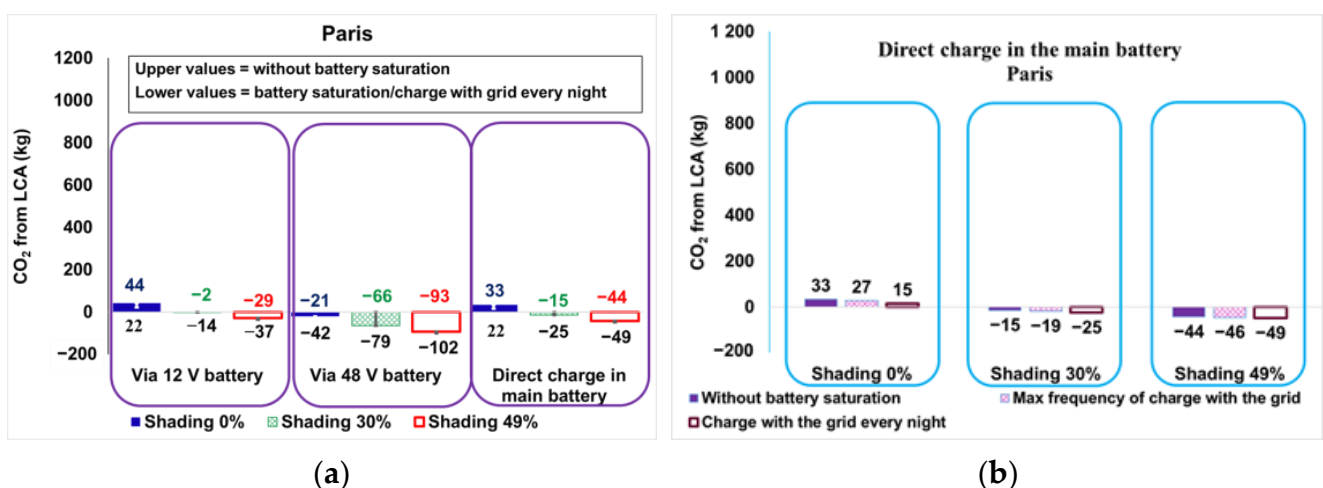 Paris
Upper values = without battery saturation
Lower values = battery saturation/charge with grid every night
CO2 from LCA (kg)
1200
1000
800
600
400
200
0
−200
44 −2 −29 −21 −66 −93 33 −15 −44
22 −14 −37 −42 −79 −102 22 −25 −49
Via 12 V battery
Via 48 V battery
Direct charge in
main battery
Shading 0% Shading 30% Shading 49%
(a)
Direct charge in the main battery
Paris
CO2 from LCA (kg)
1 200
1 000
800
600
400
200
0
−200
33 27 15
−15 −19 −25
−44 −46 −49
Shading 0%
Shading 30%
Shading 49%
Without battery saturation
Max frequency of charge with the grid
Charge with the grid every night
(b)